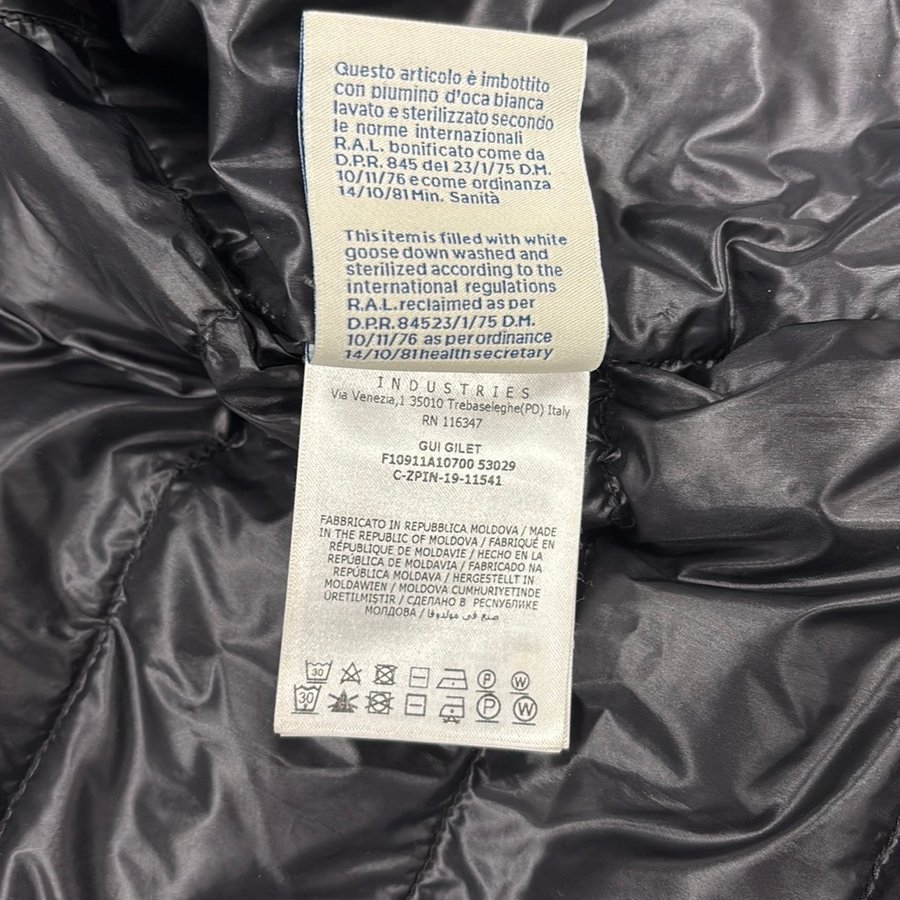 Questo articolo è imbottito
con piumino d'oca bianca
lavato e sterilizzato secondo
le norme internazionali
R.A.L. bonificato come da
D.P.R. 845 del 23/1/75 D.M.
10/11/76 e come ordinanza
14/10/81 Min. Sanità
This item is filled with white
goose down washed and
sterilized according to the
international regulations
R.A.L. reclaimed as per
D.P.R. 84523/1/75 D.M.
10/11/76 as per ordinance
14/10/81 health secretary
INDUSTRIES
Via Venezia,1 35010 Trebaseleghe(PD) Italy
RN 116347
GUI GILET
F10911A10700 53029
C-ZPIN-19-11541
FABBRICATO IN REPUBBLICA MOLDOVA / MADE
IN THE REPUBLIC OF MOLDOVA / FABRIQUÉ EN
RÉPUBLIQUE DE MOLDAVIE / HECHO EN LA
REPÚBLICA DE MOLDAVIA / FABRICADO NA
REPÚBLICA MOLDAVA / HERGESTELLT IN
MOLDAWIEN / MOLDOVA CUMHURIYETINDE
ÜRETILMISTIR / СДЕЛАНО В РЕСПУБЛИКЕ
МОЛДОВА / صنع في مولدوفا
30 P W
30 P W